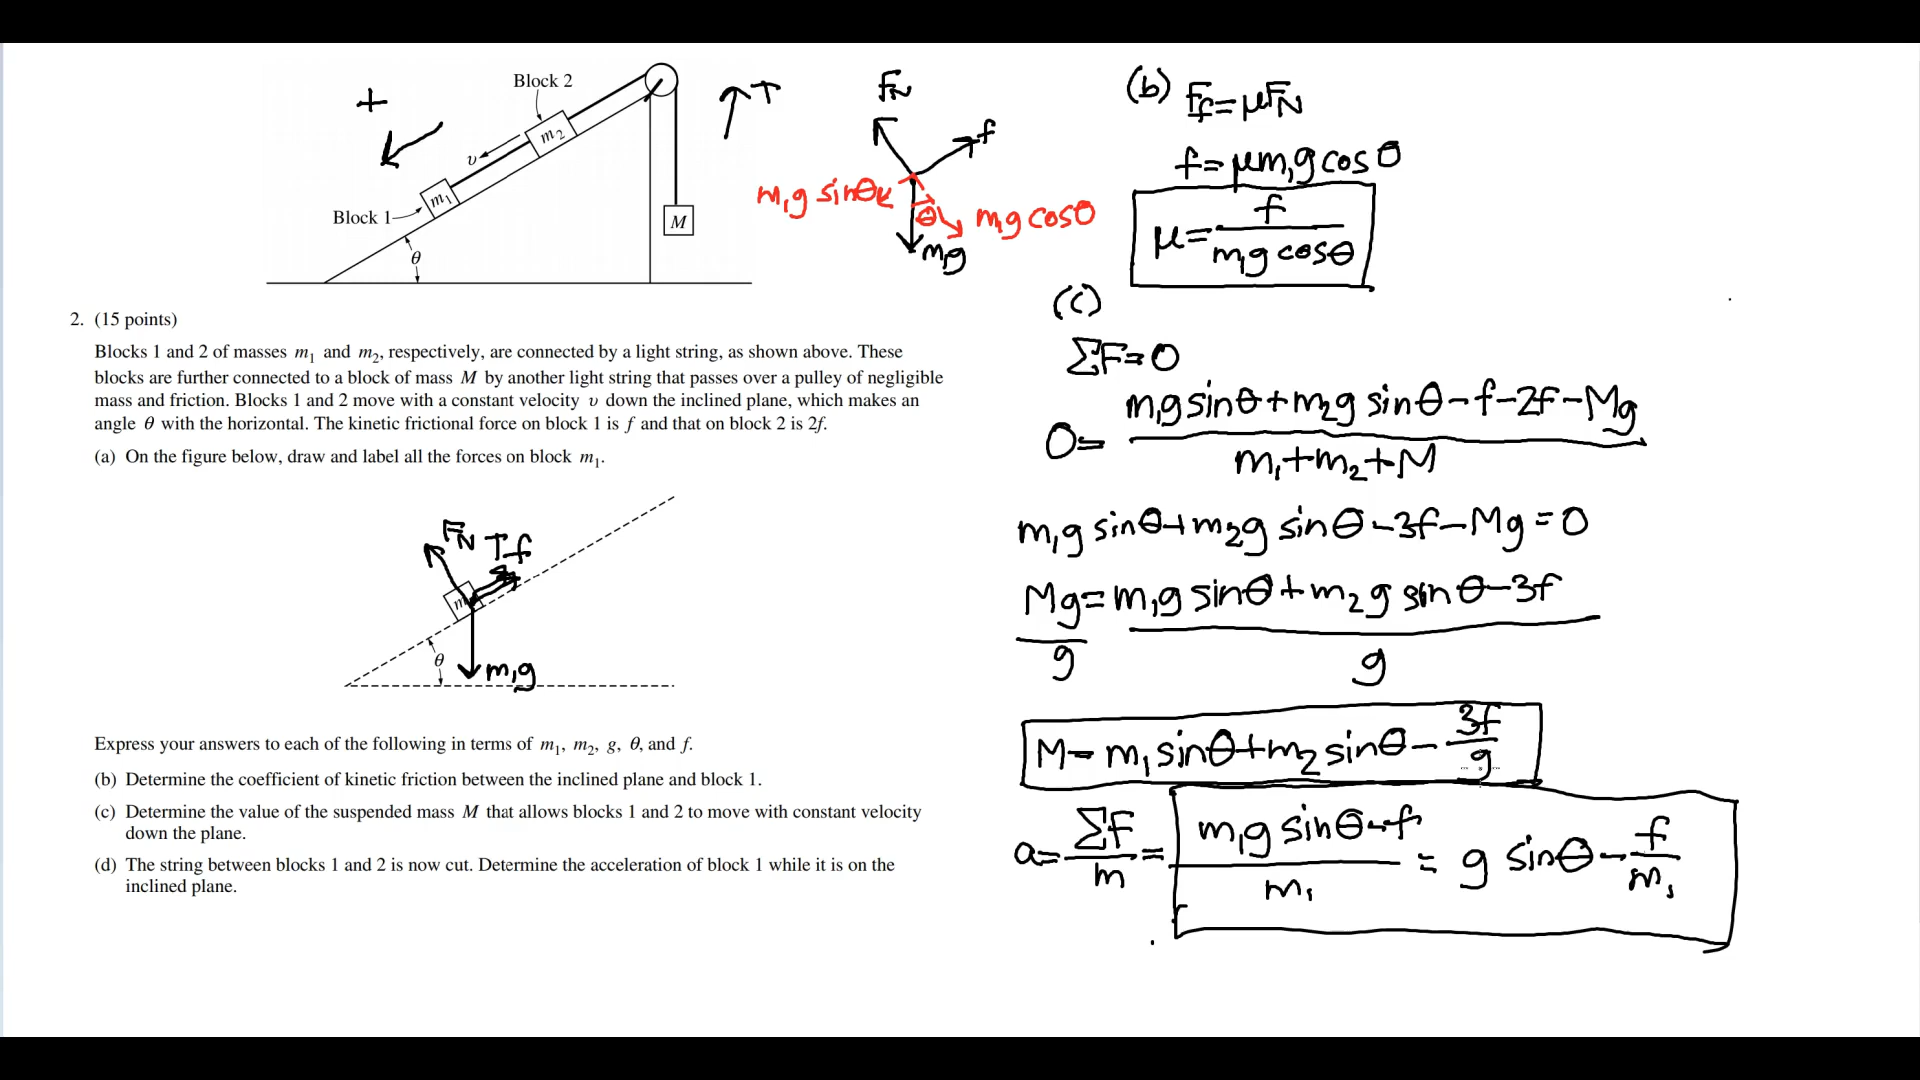 Block 2
m₂
υ
m₁
Block 1
θ
M
+
T
2. (15 points)
Blocks 1 and 2 of masses m₁ and m₂, respectively, are connected by a light string, as shown above. These
blocks are further connected to a block of mass M by another light string that passes over a pulley of negligible
mass and friction. Blocks 1 and 2 move with a constant velocity υ down the inclined plane, which makes an
angle θ with the horizontal. The kinetic frictional force on block 1 is f and that on block 2 is 2f.
(a) On the figure below, draw and label all the forces on block m₁.
F_N T f
m
θ
m₁g
Express your answers to each of the following in terms of m₁, m₂, g, θ, and f.
(b) Determine the coefficient of kinetic friction between the inclined plane and block 1.
(c) Determine the value of the suspended mass M that allows blocks 1 and 2 to move with constant velocity
down the plane.
(d) The string between blocks 1 and 2 is now cut. Determine the acceleration of block 1 while it is on the
inclined plane.
F_N
f
m₁g sinθ
θ
m₁g cosθ
m₁g
(b) F_f = μF_N
f = μm₁g cos θ
μ = f / m₁g cosθ
(c)
ΣF = 0
0 = m₁g sinθ + m₂g sinθ - f - 2f - Mg / m₁ + m₂ + M
m₁g sinθ + m₂g sinθ - 3f - Mg = 0
Mg = m₁g sinθ + m₂g sinθ - 3f
g g
M = m₁ sinθ + m₂ sinθ - 3f / g
a = ΣF / m = m₁g sinθ - f / m₁ = g sinθ - f / m₁